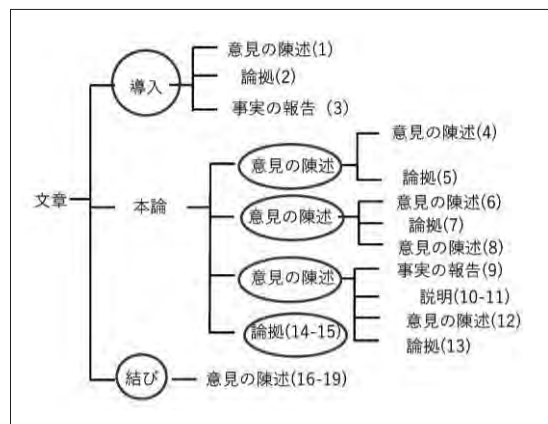 意見の陳述(1)
導入
論拠(2)
事実の報告（3）
意見の陳述(4)
意見の陳述
論拠(5)
文章
本論
意見の陳述
意見の陳述(6)
論拠(7)
意見の陳述(8)
意見の陳述
事実の報告(9)
説明(10-11)
意見の陳述(12)
論拠(14-15)
論拠(13)
結び
意見の陳述(16-19)